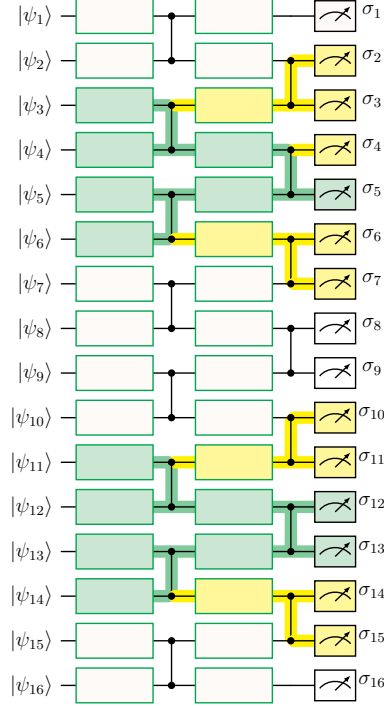 |ψ₁⟩ σ₁
|ψ₂⟩ σ₂
|ψ₃⟩ σ₃
|ψ₄⟩ σ₄
|ψ₅⟩ σ₅
|ψ₆⟩ σ₆
|ψ₇⟩ σ₇
|ψ₈⟩ σ₈
|ψ₉⟩ σ₉
|ψ₁₀⟩ σ₁₀
|ψ₁₁⟩ σ₁₁
|ψ₁₂⟩ σ₁₂
|ψ₁₃⟩ σ₁₃
|ψ₁₄⟩ σ₁₄
|ψ₁₅⟩ σ₁₅
|ψ₁₆⟩ σ₁₆